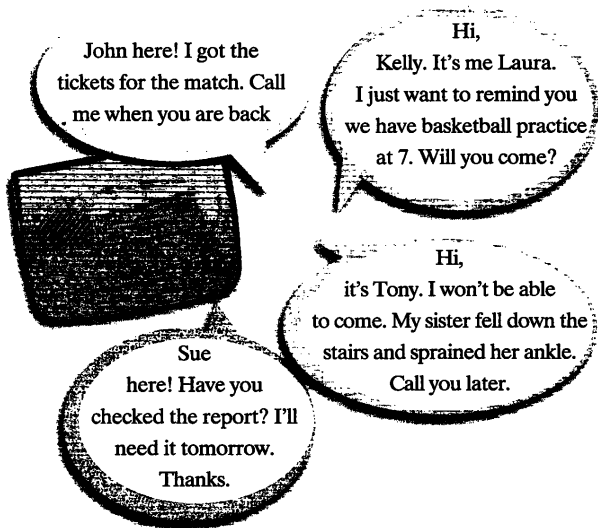 John here! I got the
tickets for the match. Call
me when you are back
Hi,
Kelly. It's me Laura.
I just want to remind you
we have basketball practice
at 7. Will you come?
Hi,
it's Tony. I won't be able
to come. My sister fell down the
stairs and sprained her ankle.
Call you later.
Sue
here! Have you
checked the report? I'll
need it tomorrow.
Thanks.